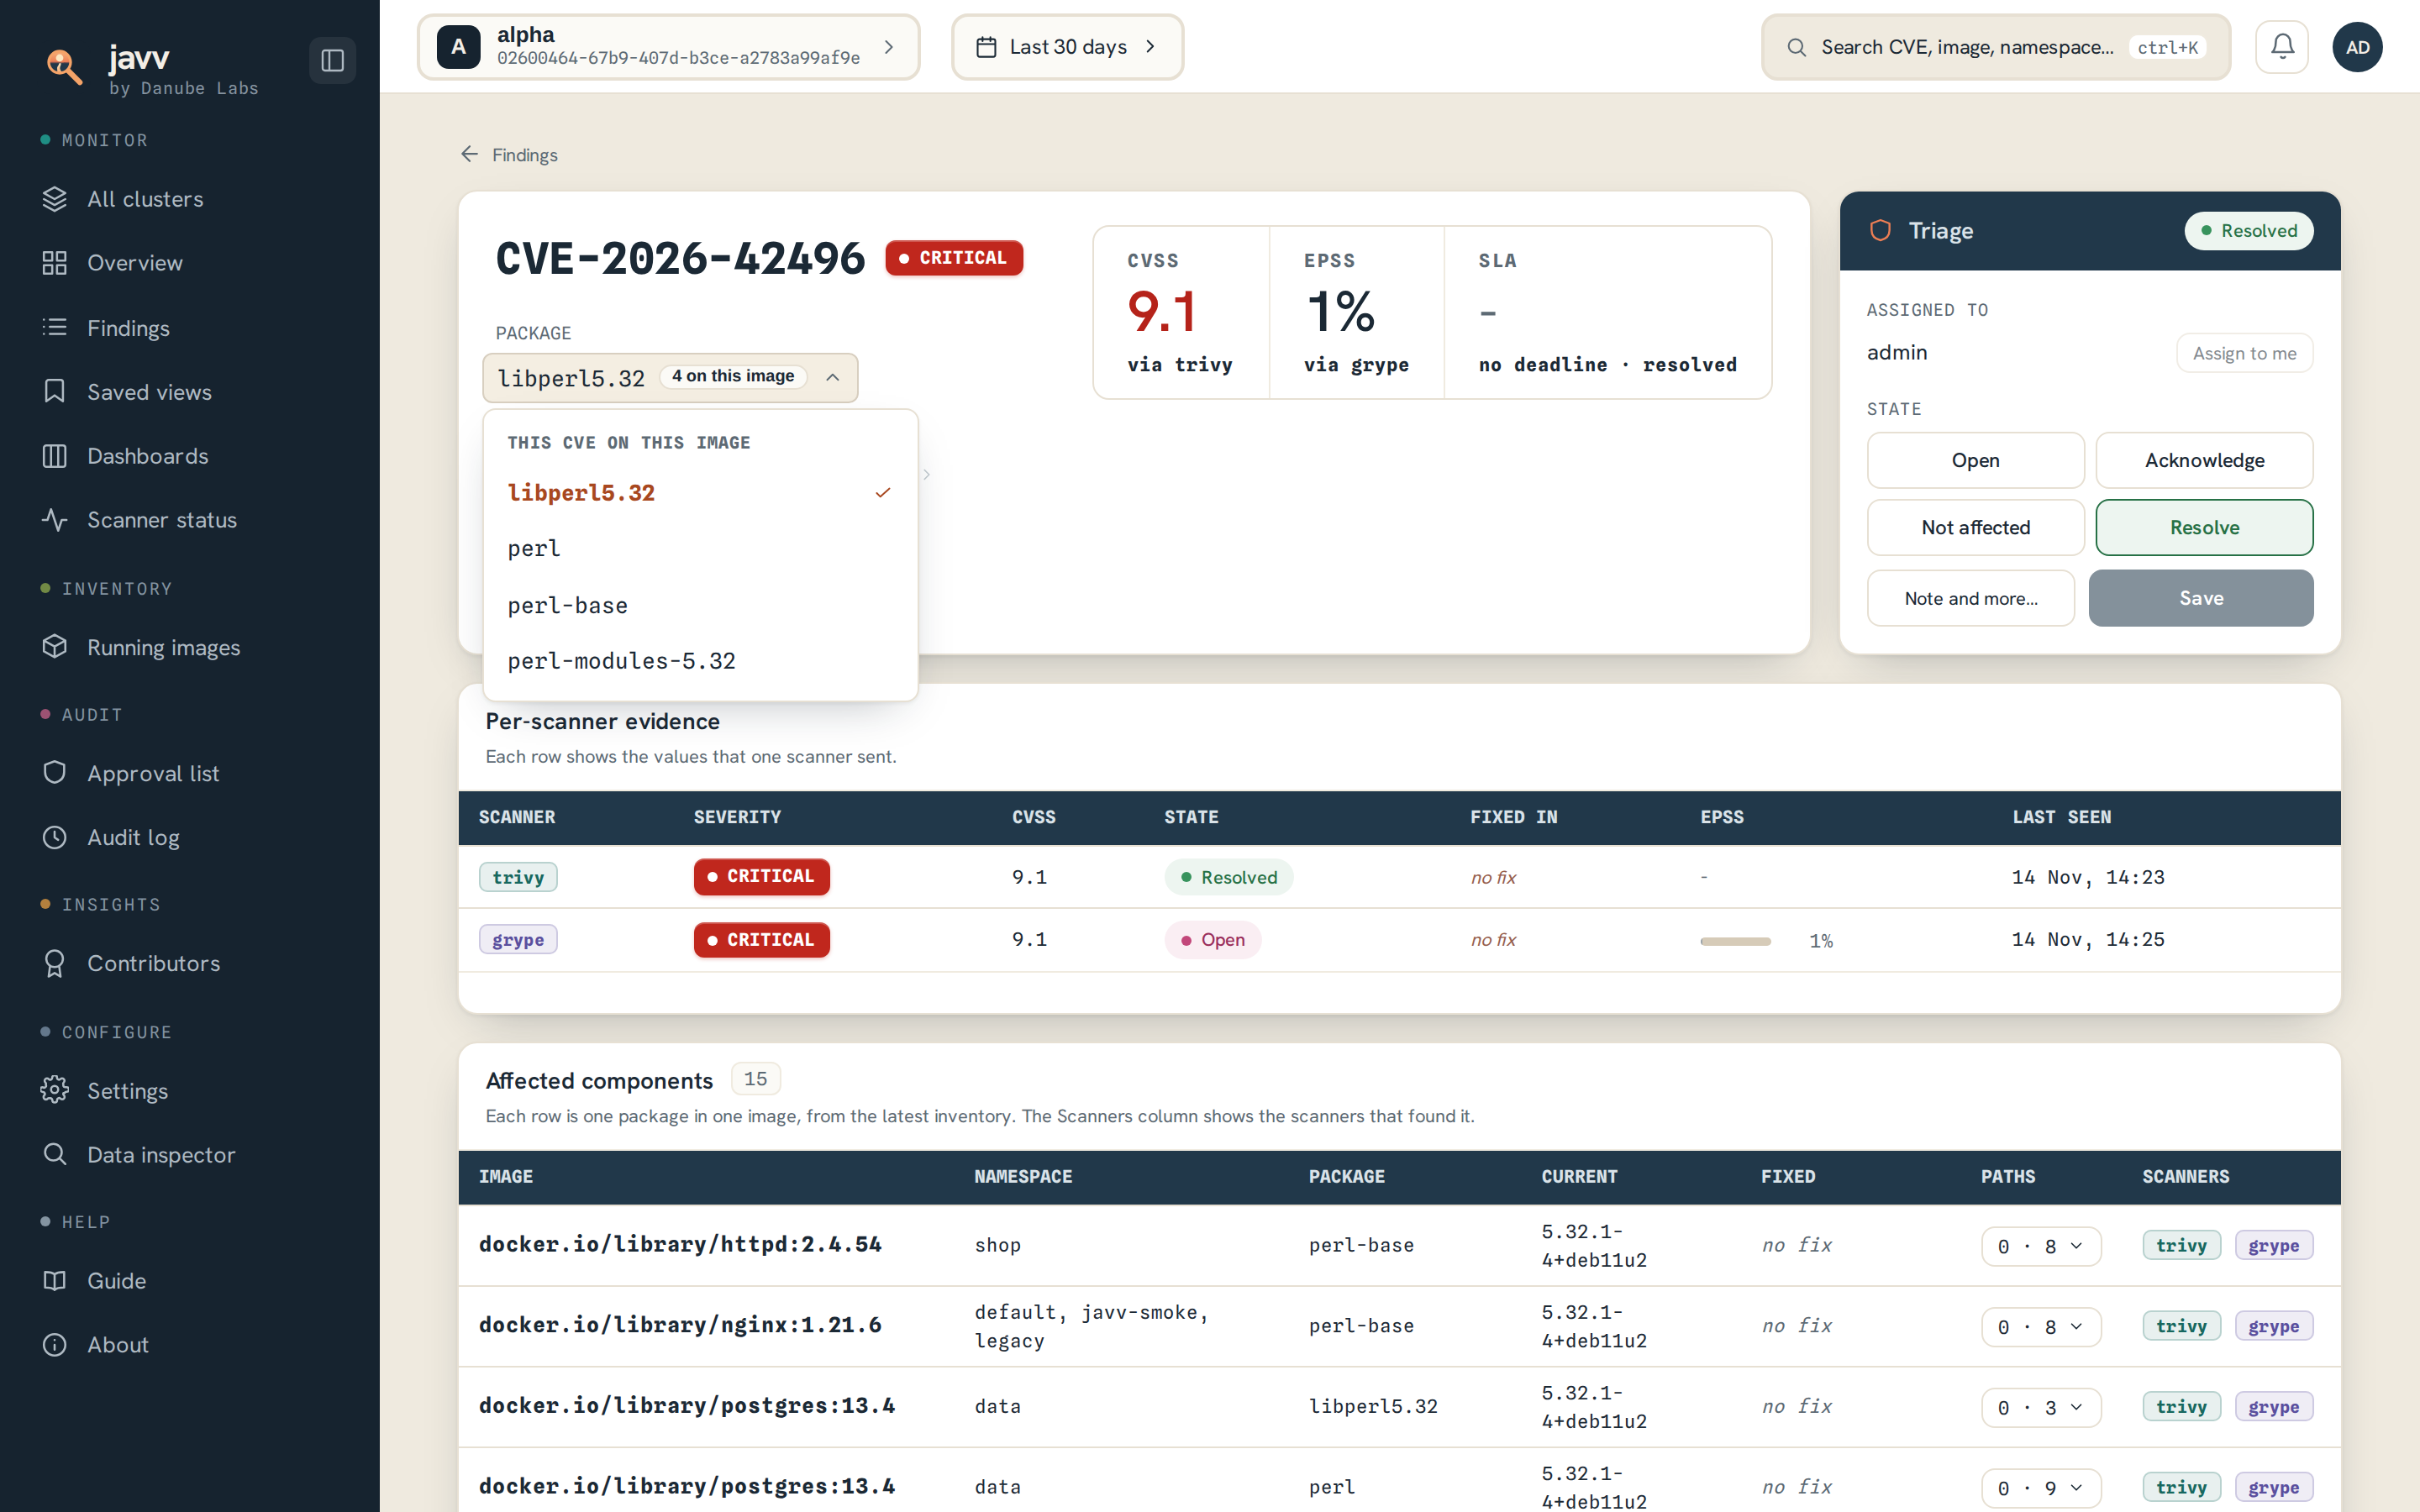 javv
by Danube Labs
MONITOR
All clusters
Overview
Findings
Saved views
Dashboards
Scanner status
INVENTORY
Running images
AUDIT
Approval list
Audit log
INSIGHTS
Contributors
CONFIGURE
Settings
Data inspector
HELP
Guide
About
A
alpha
02600464-67b9-407d-b3ce-a2783a99af9e
Last 30 days
Search CVE, image, namespace...
ctrl+K
AD
Findings
CVE-2026-42496
CRITICAL
PACKAGE
libperl5.32
4 on this image
THIS CVE ON THIS IMAGE
libperl5.32
perl
perl-base
perl-modules-5.32
CVSS
9.1
via trivy
EPSS
1%
via grype
SLA
-
no deadline · resolved
Triage
Resolved
ASSIGNED TO
admin
Assign to me
STATE
Open
Acknowledge
Not affected
Resolve
Note and more...
Save
Per-scanner evidence
Each row shows the values that one scanner sent.
SCANNER SEVERITY CVSS STATE FIXED IN EPSS LAST SEEN
trivy CRITICAL 9.1 Resolved no fix - 14 Nov, 14:23
grype CRITICAL 9.1 Open no fix 1% 14 Nov, 14:25
Affected components 15
Each row is one package in one image, from the latest inventory. The Scanners column shows the scanners that found it.
IMAGE NAMESPACE PACKAGE CURRENT FIXED PATHS SCANNERS
docker.io/library/httpd:2.4.54 shop perl-base 5.32.1-
4+deb11u2 no fix 0 · 8 trivy grype
docker.io/library/nginx:1.21.6 default, javv-smoke,
legacy perl-base 5.32.1-
4+deb11u2 no fix 0 · 8 trivy grype
docker.io/library/postgres:13.4 data libperl5.32 5.32.1-
4+deb11u2 no fix 0 · 3 trivy grype
docker.io/library/postgres:13.4 data perl 5.32.1-
4+deb11u2 no fix 0 · 9 trivy grype